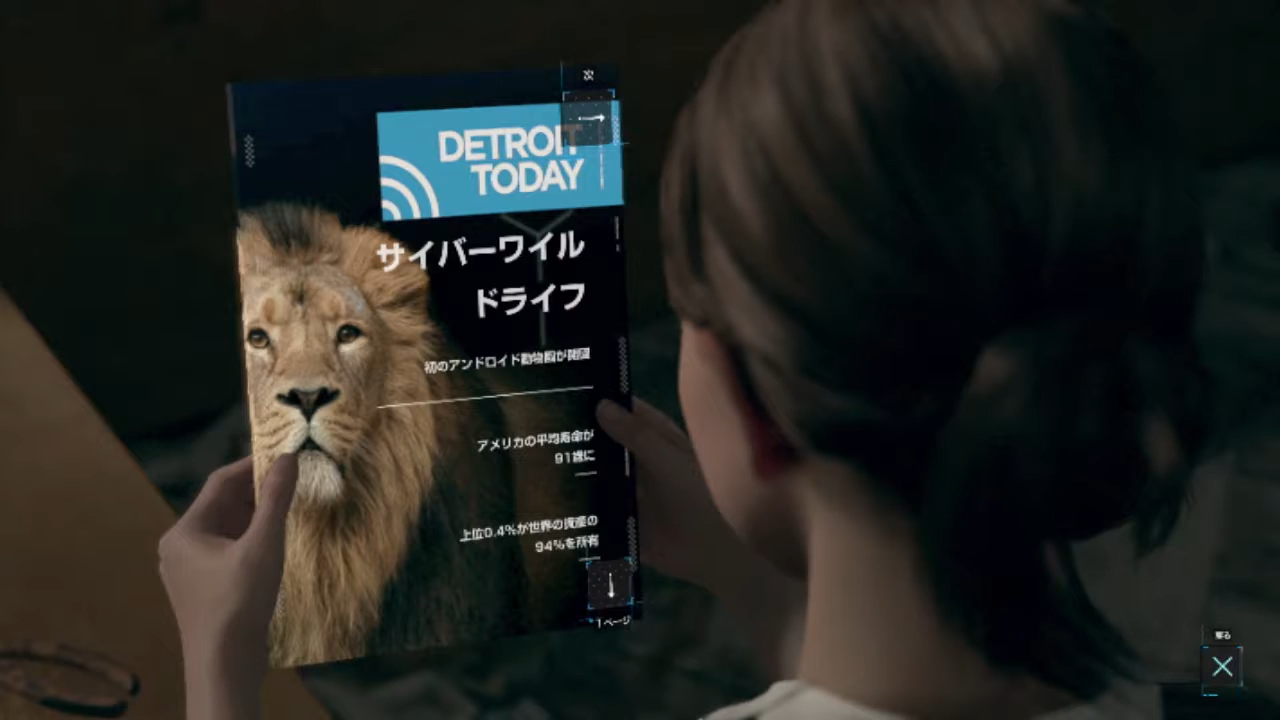 次
DETROIT
TODAY
サイバーワイル
ドライフ
初のアンドロイド動物園が開園
アメリカの平均寿命が
91歳に
上位0.4%が世界の資産の
94%を所有
1ページ
戻る